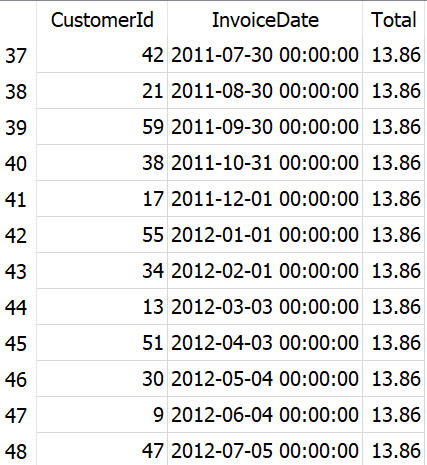 CustomerId InvoiceDate Total
37 42 2011-07-30 00:00:00 13.86
38 21 2011-08-30 00:00:00 13.86
39 59 2011-09-30 00:00:00 13.86
40 38 2011-10-31 00:00:00 13.86
41 17 2011-12-01 00:00:00 13.86
42 55 2012-01-01 00:00:00 13.86
43 34 2012-02-01 00:00:00 13.86
44 13 2012-03-03 00:00:00 13.86
45 51 2012-04-03 00:00:00 13.86
46 30 2012-05-04 00:00:00 13.86
47 9 2012-06-04 00:00:00 13.86
48 47 2012-07-05 00:00:00 13.86